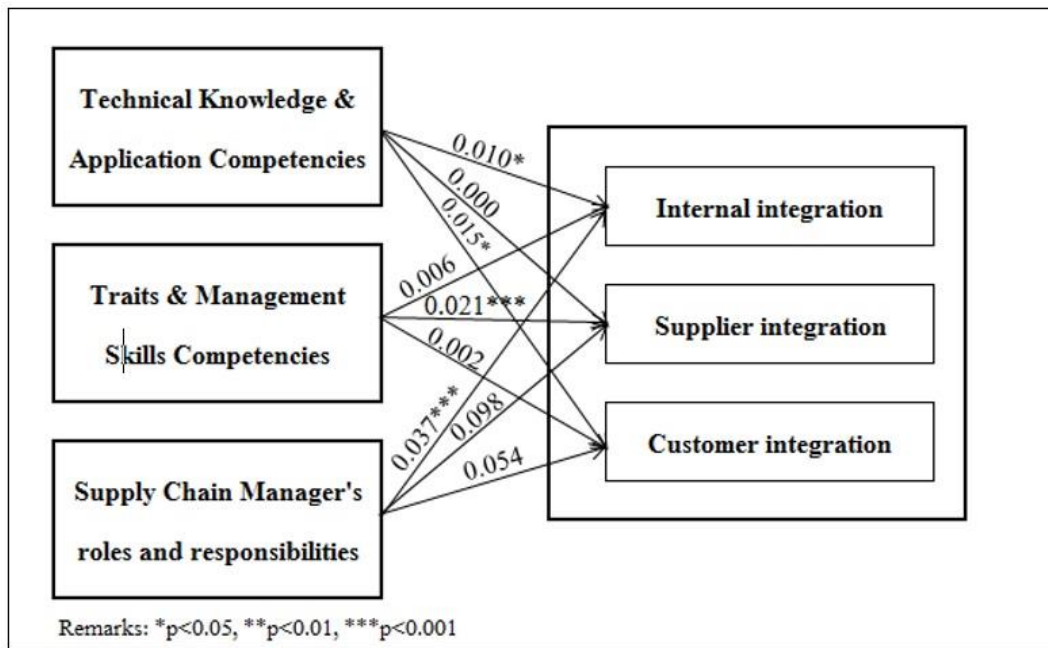 Technical Knowledge &
Application Competencies
Traits & Management
Skills Competencies
Supply Chain Manager's
roles and responsibilities
0.010*
0.000
0.015*
0.006
0.021***
0.002
0.037***
0.098
0.054
Internal integration
Supplier integration
Customer integration
Remarks: *p<0.05, **p<0.01, ***p<0.001